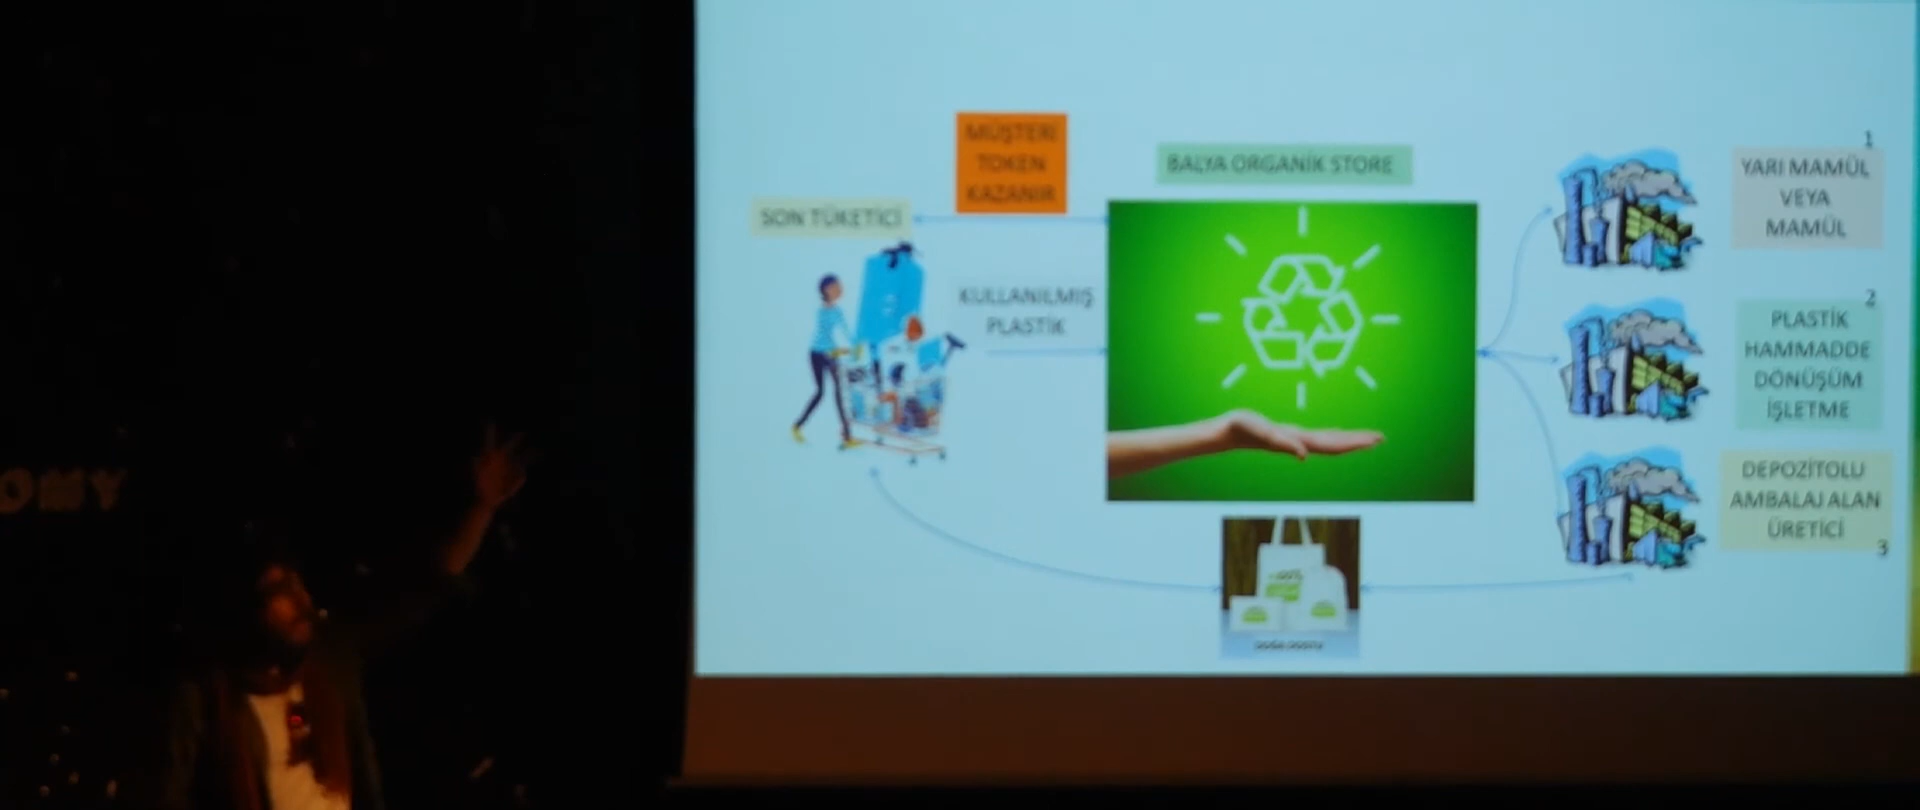 OMY
MÜŞTERİ
TOKEN
KAZANIR
BALYA ORGANİK STORE
SON TÜKETİCİ
KULLANILMIŞ
PLASTİK
1
YARI MAMÜL
VEYA
MAMÜL
2
PLASTİK
HAMMADDE
DÖNÜŞÜM
İŞLETME
DEPOZİTOLU
AMBALAJ ALAN
ÜRETİCİ
3